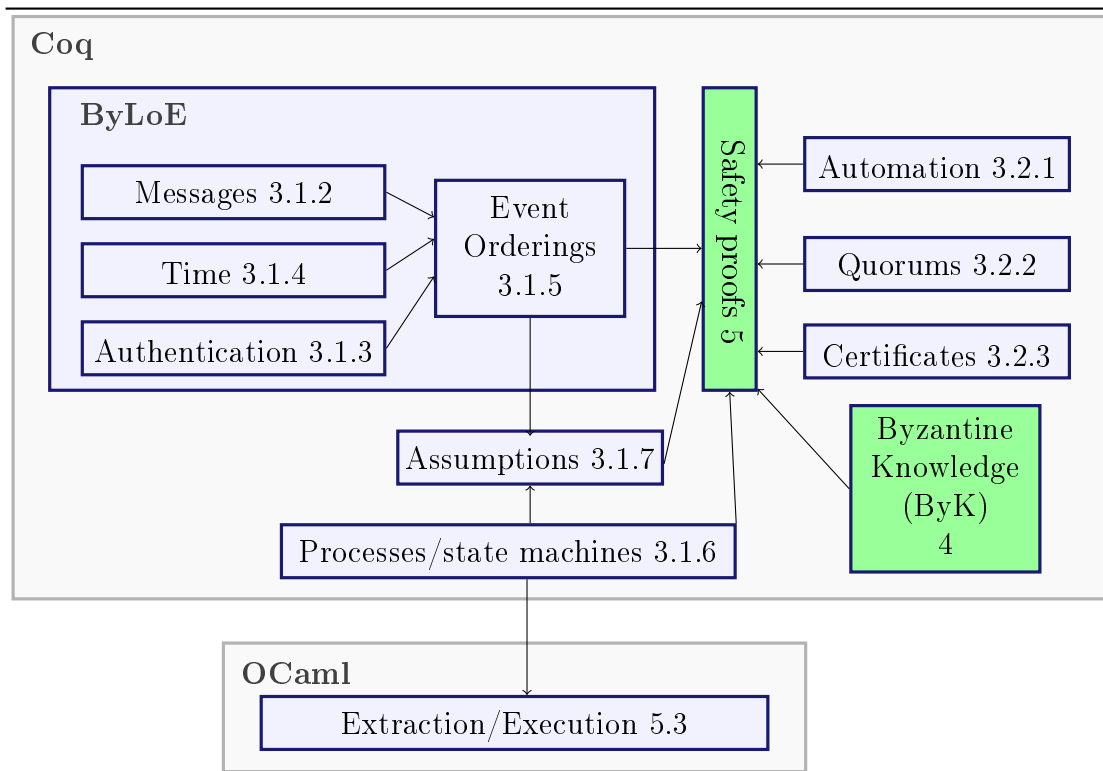 Coq
ByLoE
Messages 3.1.2
Time 3.1.4
Authentication 3.1.3
Event
Orderings
3.1.5
Safety proofs 5
Automation 3.2.1
Quorums 3.2.2
Certificates 3.2.3
Byzantine
Knowledge
(ByK)
4
Assumptions 3.1.7
Processes/state machines 3.1.6
OCaml
Extraction/Execution 5.3